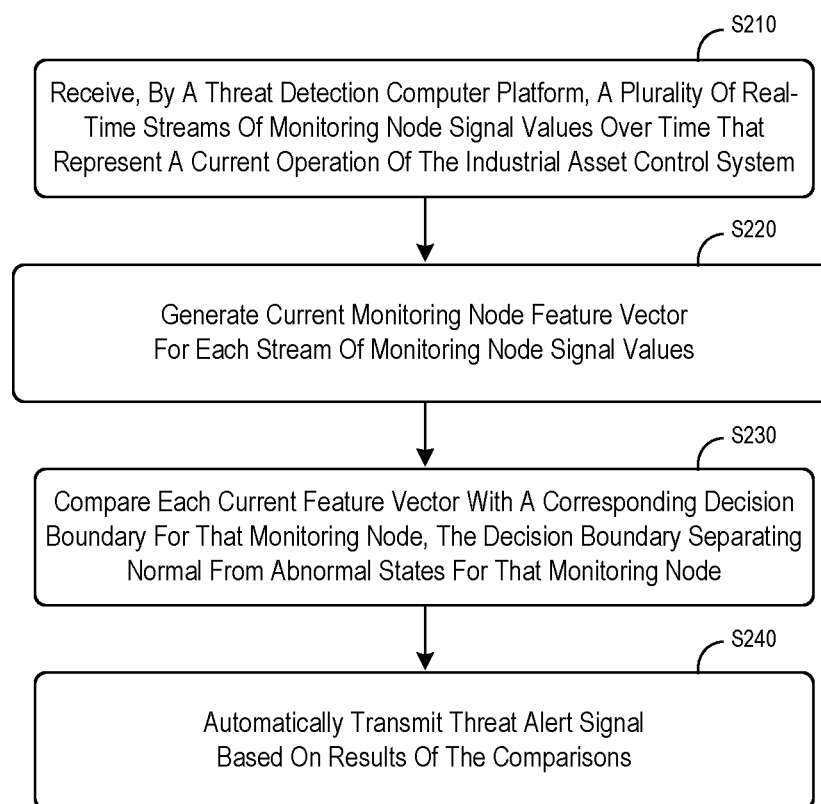 S210
Receive, By A Threat Detection Computer Platform, A Plurality Of Real-
Time Streams Of Monitoring Node Signal Values Over Time That
Represent A Current Operation Of The Industrial Asset Control System
S220
Generate Current Monitoring Node Feature Vector
For Each Stream Of Monitoring Node Signal Values
S230
Compare Each Current Feature Vector With A Corresponding Decision
Boundary For That Monitoring Node, The Decision Boundary Separating
Normal From Abnormal States For That Monitoring Node
S240
Automatically Transmit Threat Alert Signal
Based On Results Of The Comparisons